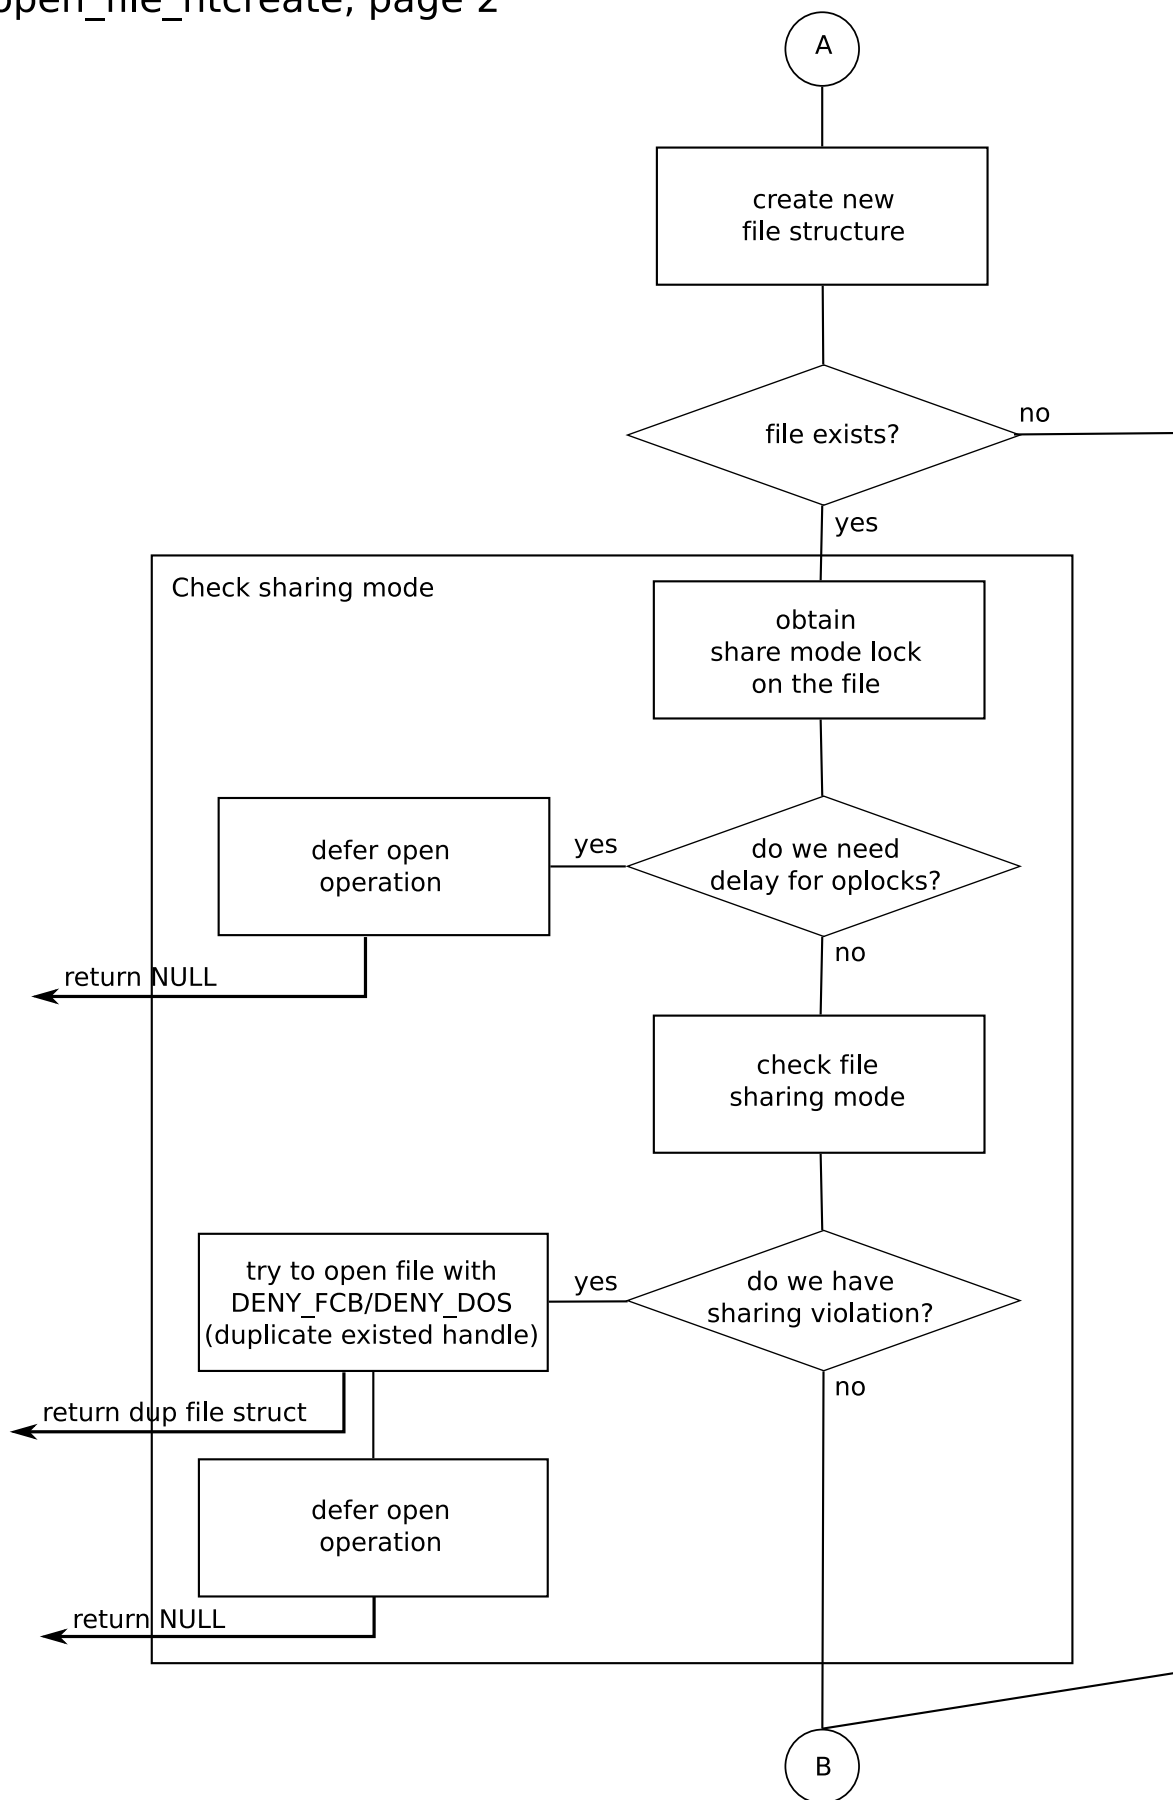 open_file_ntcreate, page 2
A
create new
file structure
file exists?
no
yes
Check sharing mode
obtain
share mode lock
on the file
do we need
delay for oplocks?
yes
defer open
operation
return NULL
no
check file
sharing mode
do we have
sharing violation?
yes
try to open file with
DENY_FCB/DENY_DOS
(duplicate existed handle)
no
return dup file struct
defer open
operation
return NULL
B